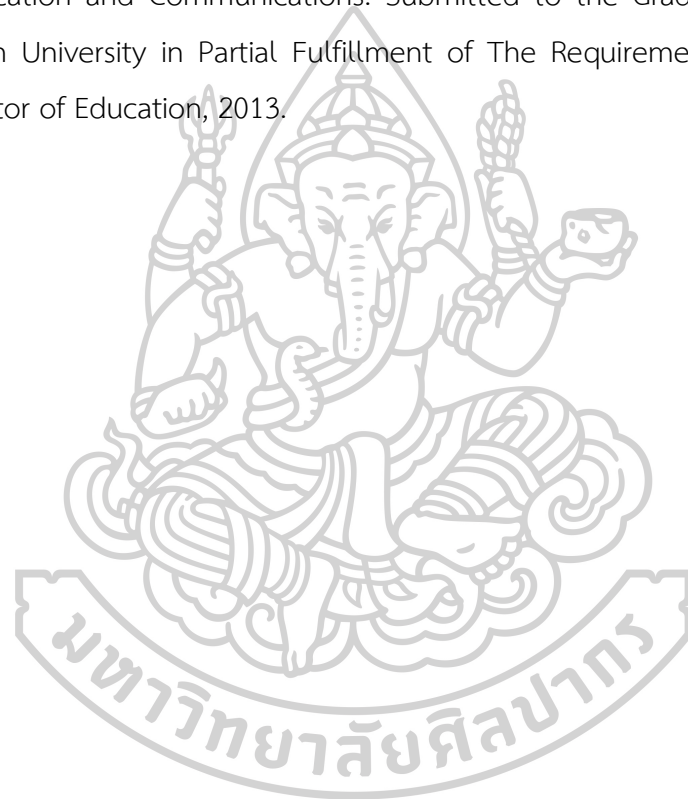 cation and Communications. Submitted to the Grad
n University in Partial Fulfillment of The Requireme
tor of Education, 2013.
มหาวิทยาลัยศิลปากร